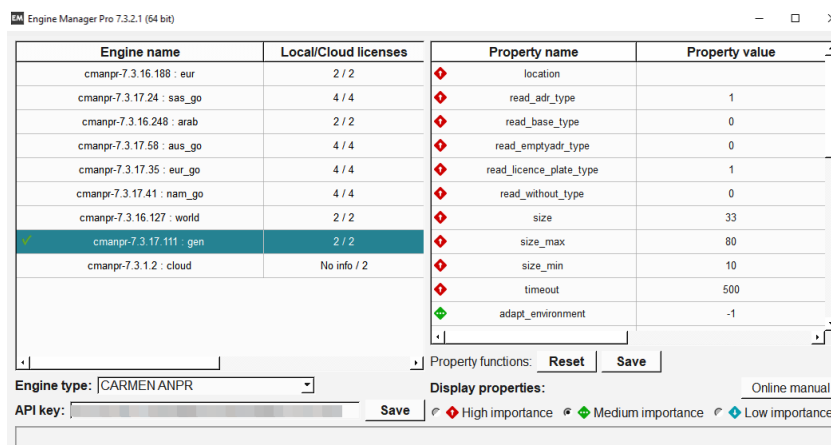 EM Engine Manager Pro 7.3.2.1 (64 bit)
Engine name Local/Cloud licenses
cmanpr-7.3.16.188 : eur 2 / 2
cmanpr-7.3.17.24 : sas_go 4 / 4
cmanpr-7.3.16.248 : arab 2 / 2
cmanpr-7.3.17.58 : aus_go 4 / 4
cmanpr-7.3.17.35 : eur_go 4 / 4
cmanpr-7.3.17.41 : nam_go 4 / 4
cmanpr-7.3.16.127 : world 2 / 2
cmanpr-7.3.17.111 : gen 2 / 2
cmanpr-7.3.1.2 : cloud No info / 2
Property name Property value
location
read_adr_type 1
read_base_type 0
read_emptyadr_type 0
read_licence_plate_type 1
read_without_type 0
size 33
size_max 80
size_min 10
timeout 500
adapt_environment -1
Property functions: Reset Save
Engine type: CARMEN ANPR
API key: Save
Display properties: Online manual
High importance Medium importance Low importance